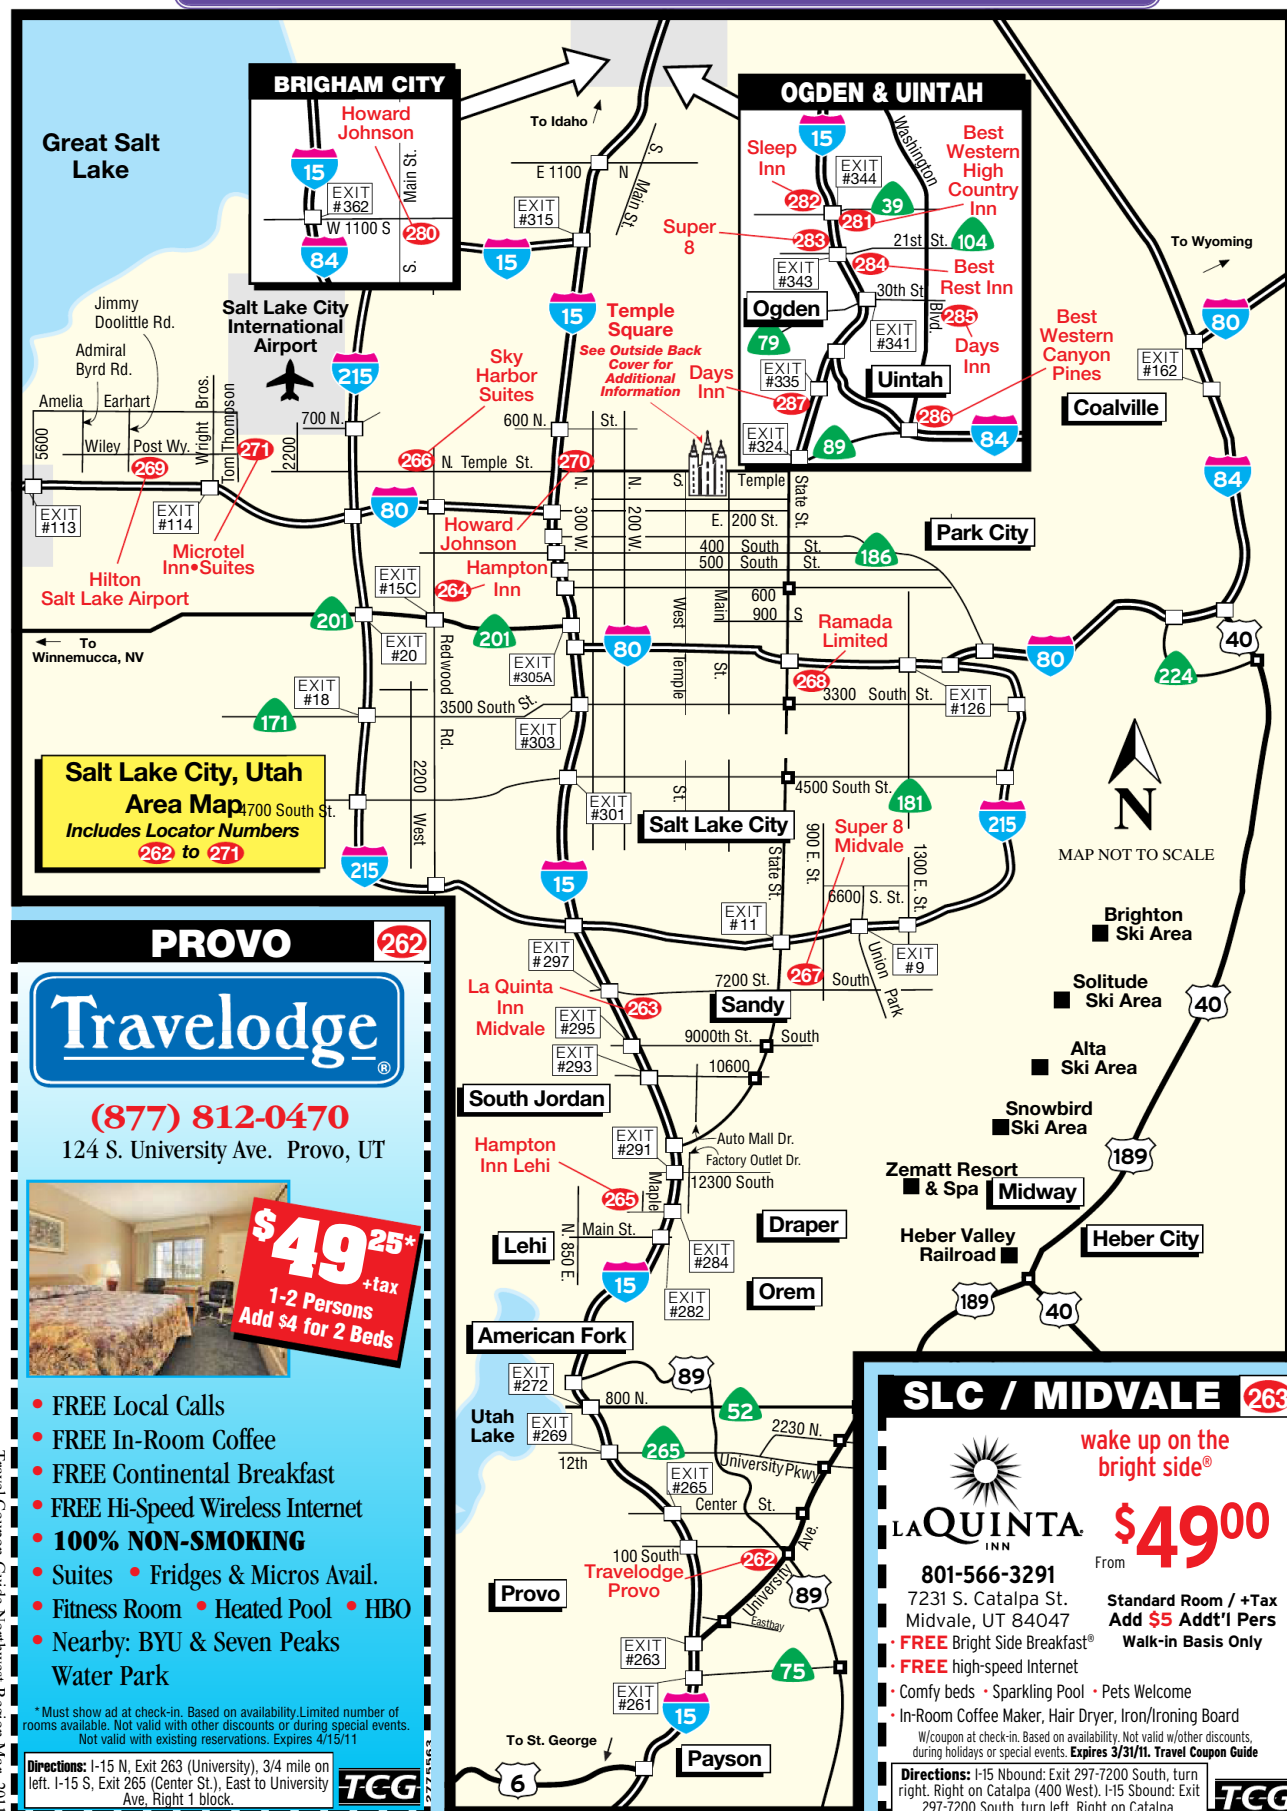 BRIGHAM CITY
Howard
Johnson
15
EXIT
#362
Main St.
W 1100 S
280
84
S.
Great Salt
Lake
To Idaho
E 1100 N
S.
Main St.
EXIT
#315
15
OGDEN & UINTAH
15
Washington
Blvd.
Sleep
Inn
282
EXIT
#344
Best
Western
High
Country
Inn
39
281
Super
8
283
21st St.
104
EXIT
#343
284
Best
Rest Inn
30th St.
Ogden
285
79
EXIT
#341
Days
Inn
EXIT
#335
Uintah
Days
Inn
287
286
Best
Western
Canyon
Pines
EXIT
#324
89
84
To Wyoming
80
EXIT
#162
Coalville
84
Jimmy
Doolittle Rd.
Admiral
Byrd Rd.
Salt Lake City
International
Airport
215
15
Temple
Square
See Outside Back
Cover for
Additional
Information
Sky
Harbor
Suites
Amelia
Earhart
Wright Bros.
Tom Thompson
5600
Wiley
Post Wy.
269
271
2200
700 N.
600 N.
St.
266
N. Temple St.
270
S.
Temple
EXIT
#113
EXIT
#114
80
Howard
Johnson
N.
300 W.
N.
200 W.
State St.
E. 200 St.
400 South St.
500 South St.
186
Park City
Microtel
Inn•Suites
Hilton
Salt Lake Airport
EXIT
#15C
264
Hampton
Inn
600
900 S
West
Temple
St.
Main
St.
201
201
To
Winnemucca, NV
EXIT
#20
Redwood
Rd.
EXIT
#305A
80
Ramada
Limited
268
80
40
224
EXIT
#18
3500 South St.
171
EXIT
#303
3300 South St.
EXIT
#126
Salt Lake City, Utah
Area Map
Includes Locator Numbers
262 to 271
4700 South St.
2200
West
EXIT
#301
4500 South St.
181
215
Salt Lake City
State St.
900 E. St.
Super 8
Midvale
1300 E. St.
N
MAP NOT TO SCALE
215
15
6600 S. St.
EXIT
#11
EXIT
#9
Union Park
EXIT
#297
7200 St.
267
South
Brighton
Ski Area
Solitude
Ski Area
40
Alta
Ski Area
Snowbird
Ski Area
189
La Quinta
Inn
Midvale
263
Sandy
EXIT
#295
9000th St. South
EXIT
#293
10600
South Jordan
EXIT
#291
Auto Mall Dr.
Factory Outlet Dr.
12300 South
Hampton
Inn Lehi
265
Maple
Main St.
N. 850 E.
Lehi
EXIT
#284
EXIT
#282
15
Draper
Orem
Zematt Resort
& Spa
Midway
Heber Valley
Railroad
Heber City
189
40
American Fork
89
EXIT
#272
800 N.
52
Utah
Lake
EXIT
#269
12th
265
2230 N.
University Pkwy.
EXIT
#265
Center St.
100 South
Travelodge
Provo
262
University
Ave.
89
Provo
Eastbay
EXIT
#263
75
EXIT
#261
15
To St. George
Payson
6
PROVO
262
Travelodge®
(877) 812-0470
124 S. University Ave. Provo, UT
$49 25*
+tax
1-2 Persons
Add $4 for 2 Beds
• FREE Local Calls
• FREE In-Room Coffee
• FREE Continental Breakfast
• FREE Hi-Speed Wireless Internet
• 100% NON-SMOKING
• Suites • Fridges & Micros Avail.
• Fitness Room • Heated Pool • HBO
• Nearby: BYU & Seven Peaks
Water Park
*Must show ad at check-in. Based on availability.Limited number of
rooms available. Not valid with other discounts or during special events.
Not valid with existing reservations. Expires 4/15/11
Directions: I-15 N, Exit 263 (University), 3/4 mile on
left. I-15 S, Exit 265 (Center St.), East to University
Ave, Right 1 block.
TCG
2775563
SLC / MIDVALE
263
LAQUINTA
INN
wake up on the
bright side®
From $49 00
801-566-3291
7231 S. Catalpa St.
Midvale, UT 84047
Standard Room / +Tax
Add $5 Addt'l Pers
Walk-in Basis Only
• FREE Bright Side Breakfast®
• FREE high-speed Internet
• Comfy beds • Sparkling Pool • Pets Welcome
• In-Room Coffee Maker, Hair Dryer, Iron/Ironing Board
W/coupon at check-in. Based on availability. Not valid w/other discounts,
during holidays or special events. Expires 3/31/11. Travel Coupon Guide
Directions: I-15 Nbound: Exit 297-7200 South, turn
right. Right on Catalpa (400 West). I-15 Sbound: Exit
297-7200 South, turn left. Right on Catalpa.
TCG